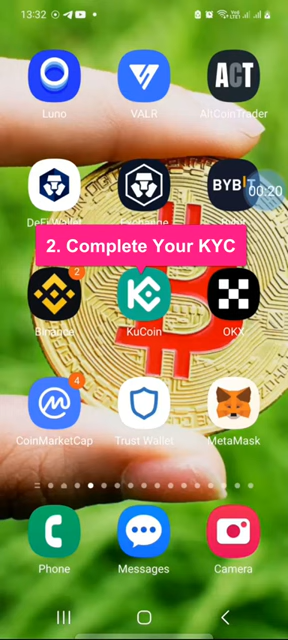 13:32
Luno
VALR
ACT
AltCoinTrader
BYBIT
00:20
DeFi Wallet
Exchange
Bybit
2. Complete Your KYC
2
Binance
KuCoin
OKX
4
CoinMarketCap
Trust Wallet
MetaMask
Phone
Messages
Camera